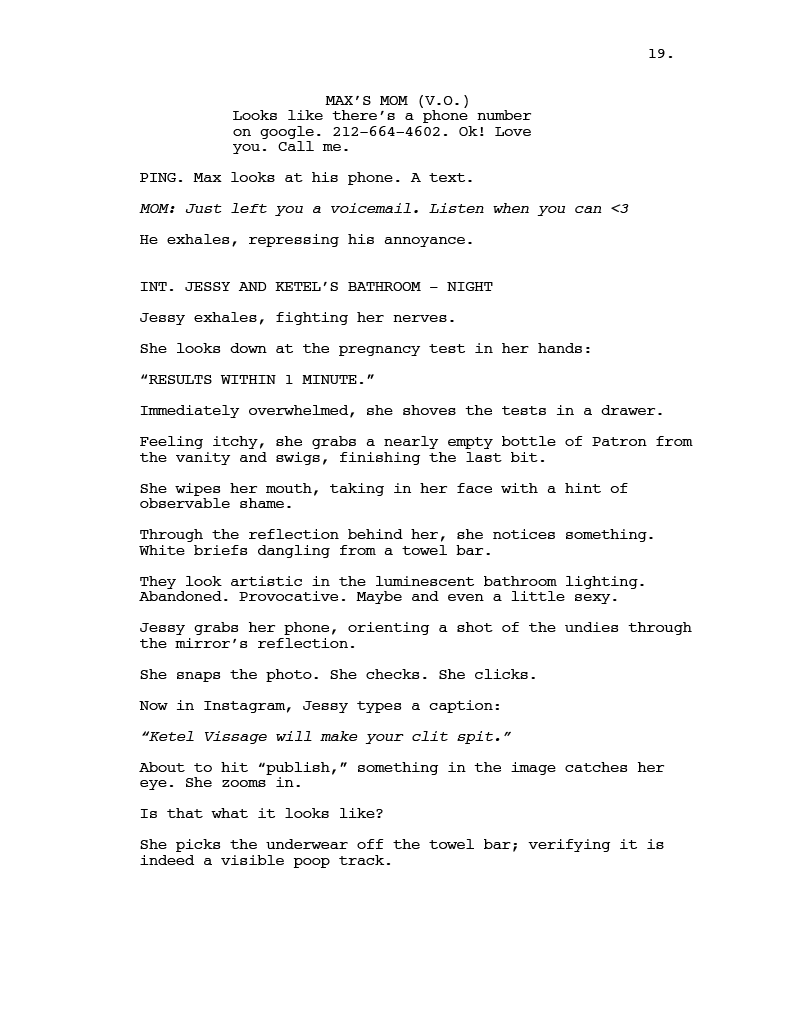 19.
MAX’S MOM (V.O.)
Looks like there’s a phone number
on google. 212-664-4602. Ok! Love
you. Call me.
PING. Max looks at his phone. A text.
MOM: Just left you a voicemail. Listen when you can <3
He exhales, repressing his annoyance.
INT. JESSY AND KETEL’S BATHROOM - NIGHT
Jessy exhales, fighting her nerves.
She looks down at the pregnancy test in her hands:
“RESULTS WITHIN 1 MINUTE.”
Immediately overwhelmed, she shoves the tests in a drawer.
Feeling itchy, she grabs a nearly empty bottle of Patron from
the vanity and swigs, finishing the last bit.
She wipes her mouth, taking in her face with a hint of
observable shame.
Through the reflection behind her, she notices something.
White briefs dangling from a towel bar.
They look artistic in the luminescent bathroom lighting.
Abandoned. Provocative. Maybe and even a little sexy.
Jessy grabs her phone, orienting a shot of the undies through
the mirror’s reflection.
She snaps the photo. She checks. She clicks.
Now in Instagram, Jessy types a caption:
“Ketel Vissage will make your clit spit.”
About to hit “publish,” something in the image catches her
eye. She zooms in.
Is that what it looks like?
She picks the underwear off the towel bar; verifying it is
indeed a visible poop track.